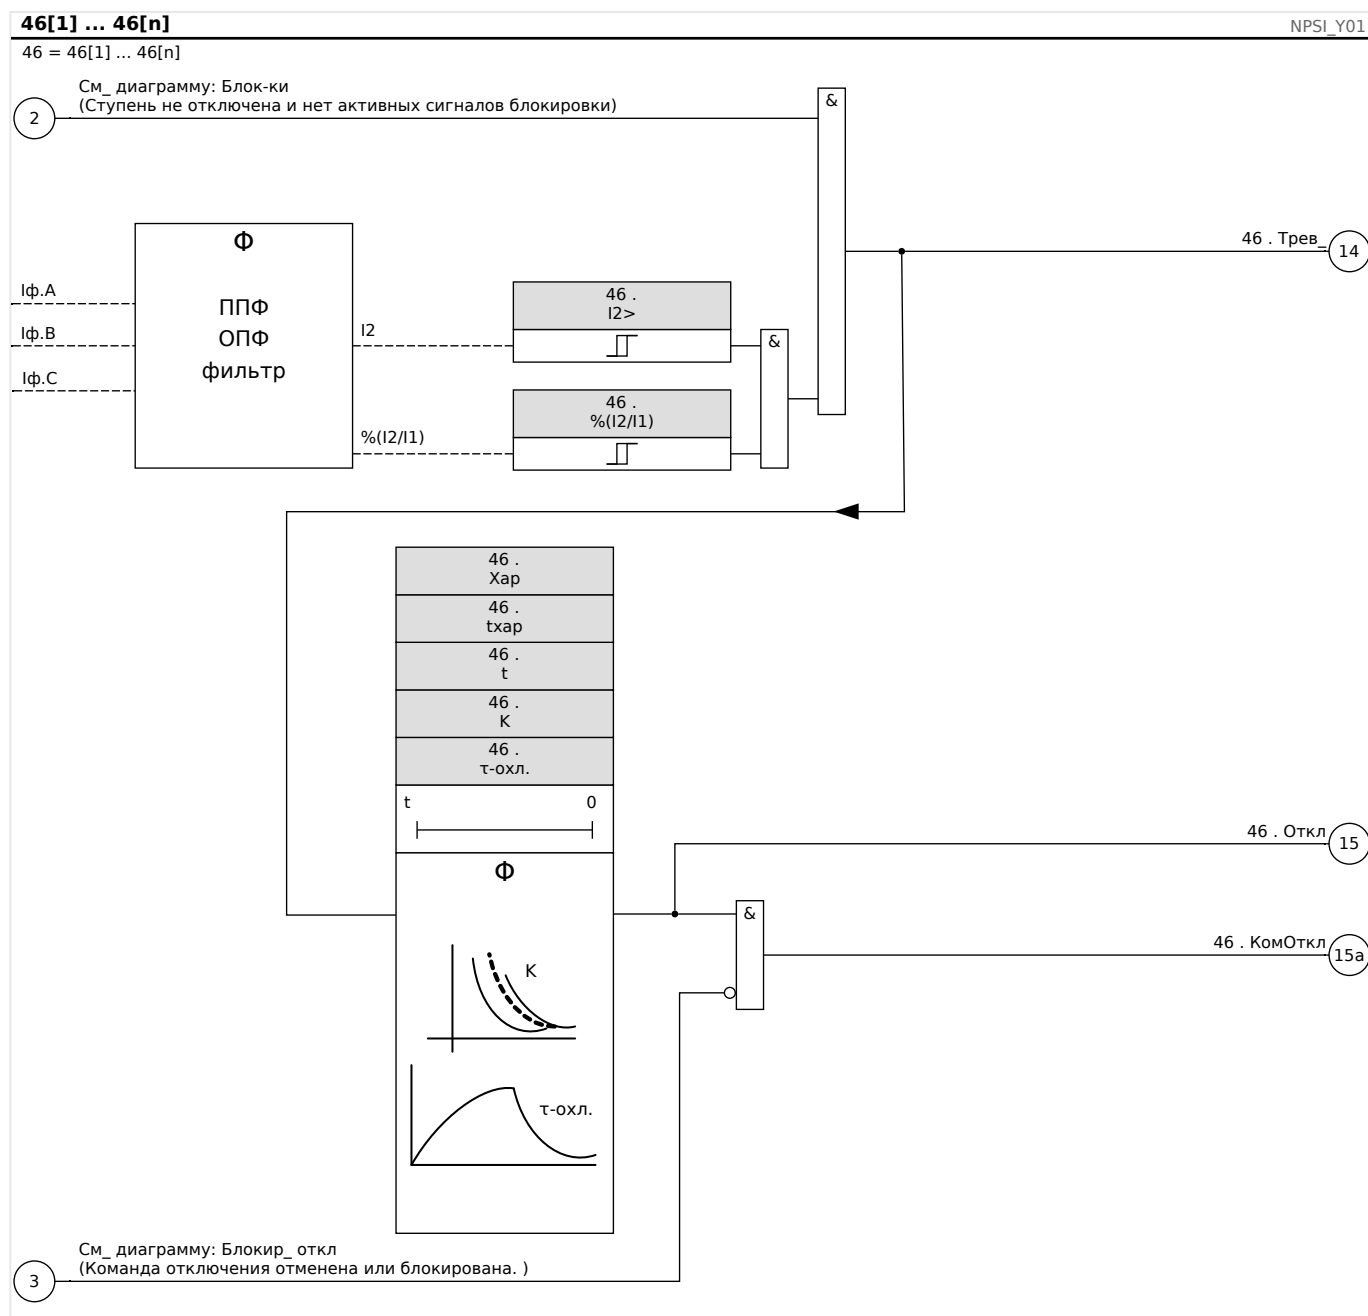 46[1] ... 46[n]
NPSI_Y01
46 = 46[1] ... 46[n]
См_ диаграмму: Блок-ки
(Ступень не отключена и нет активных сигналов блокировки)
2
&
Ф
ППФ
ОПФ
фильтр
Iф.A
Iф.B
Iф.C
I2
%(I2/I1)
46 .
I2>
46 .
%(I2/I1)
&
46 . Трев_
14
46 .
Хар
46 .
tхар
46 .
t
46 .
K
46 .
τ-охл.
t
0
Ф
K
τ-охл.
46 . Откл
15
&
46 . КомОткл
15a
См_ диаграмму: Блокир_ откл
(Команда отключения отменена или блокирована. )
3